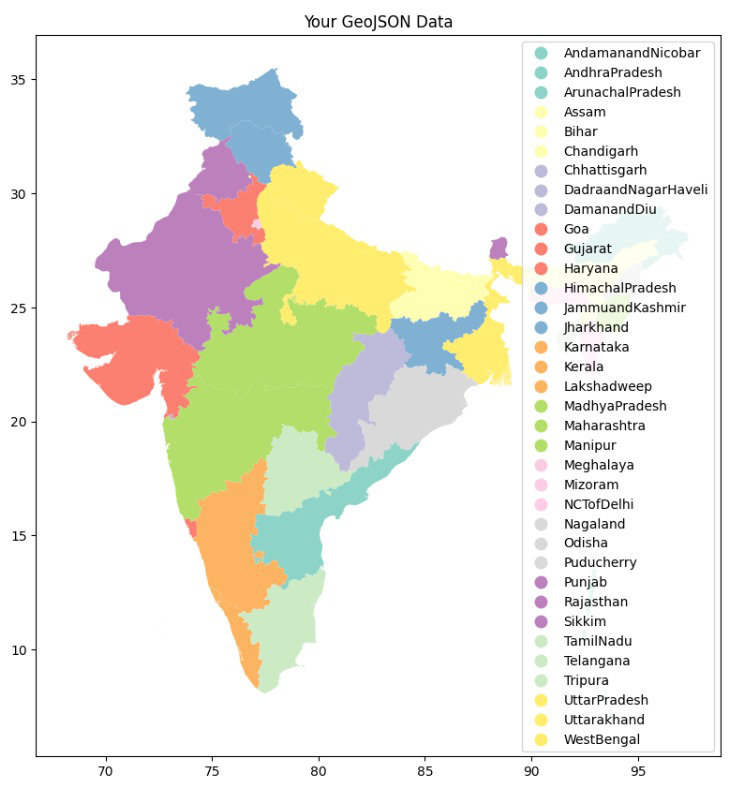 Your GeoJSON Data
35
30
25
20
15
10
70
75
80
85
90
95
AndamanandNicobar
AndhraPradesh
ArunachalPradesh
Assam
Bihar
Chandigarh
Chhattisgarh
DadraandNagarHaveli
DamanandDiu
Goa
Gujarat
Haryana
HimachalPradesh
JammuandKashmir
Jharkhand
Karnataka
Kerala
Lakshadweep
MadhyaPradesh
Maharashtra
Manipur
Meghalaya
Mizoram
NCTofDelhi
Nagaland
Odisha
Puducherry
Punjab
Rajasthan
Sikkim
TamilNadu
Telangana
Tripura
UttarPradesh
Uttarakhand
WestBengal